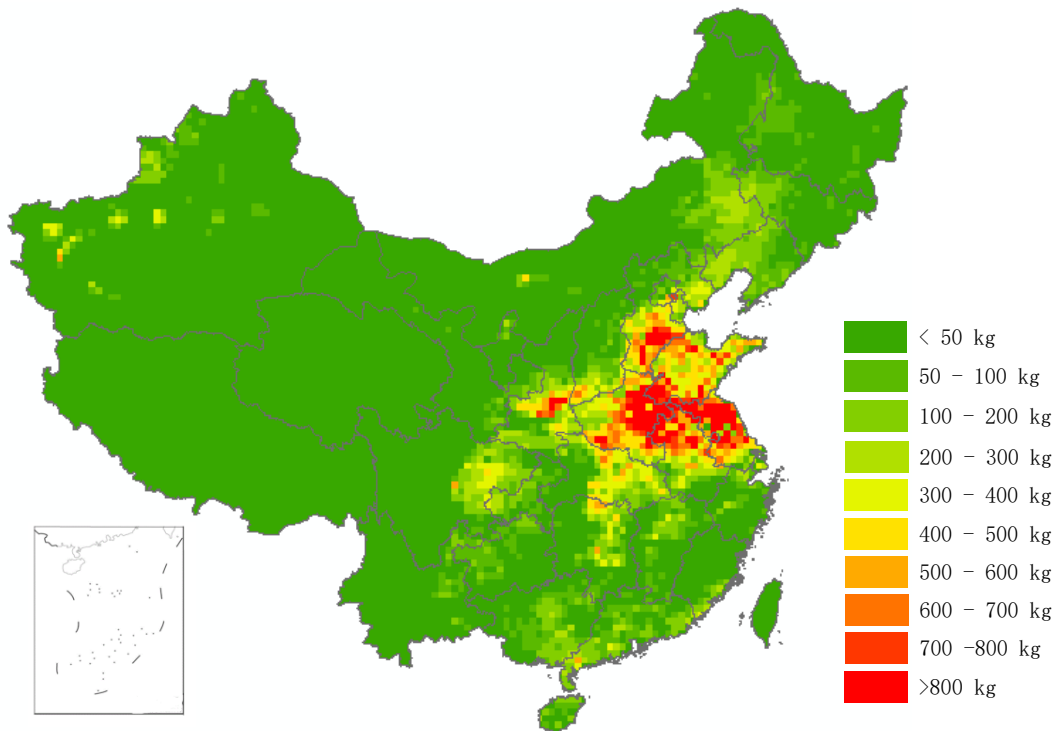 < 50 kg
50 - 100 kg
100 - 200 kg
200 - 300 kg
300 - 400 kg
400 - 500 kg
500 - 600 kg
600 - 700 kg
700 -800 kg
>800 kg